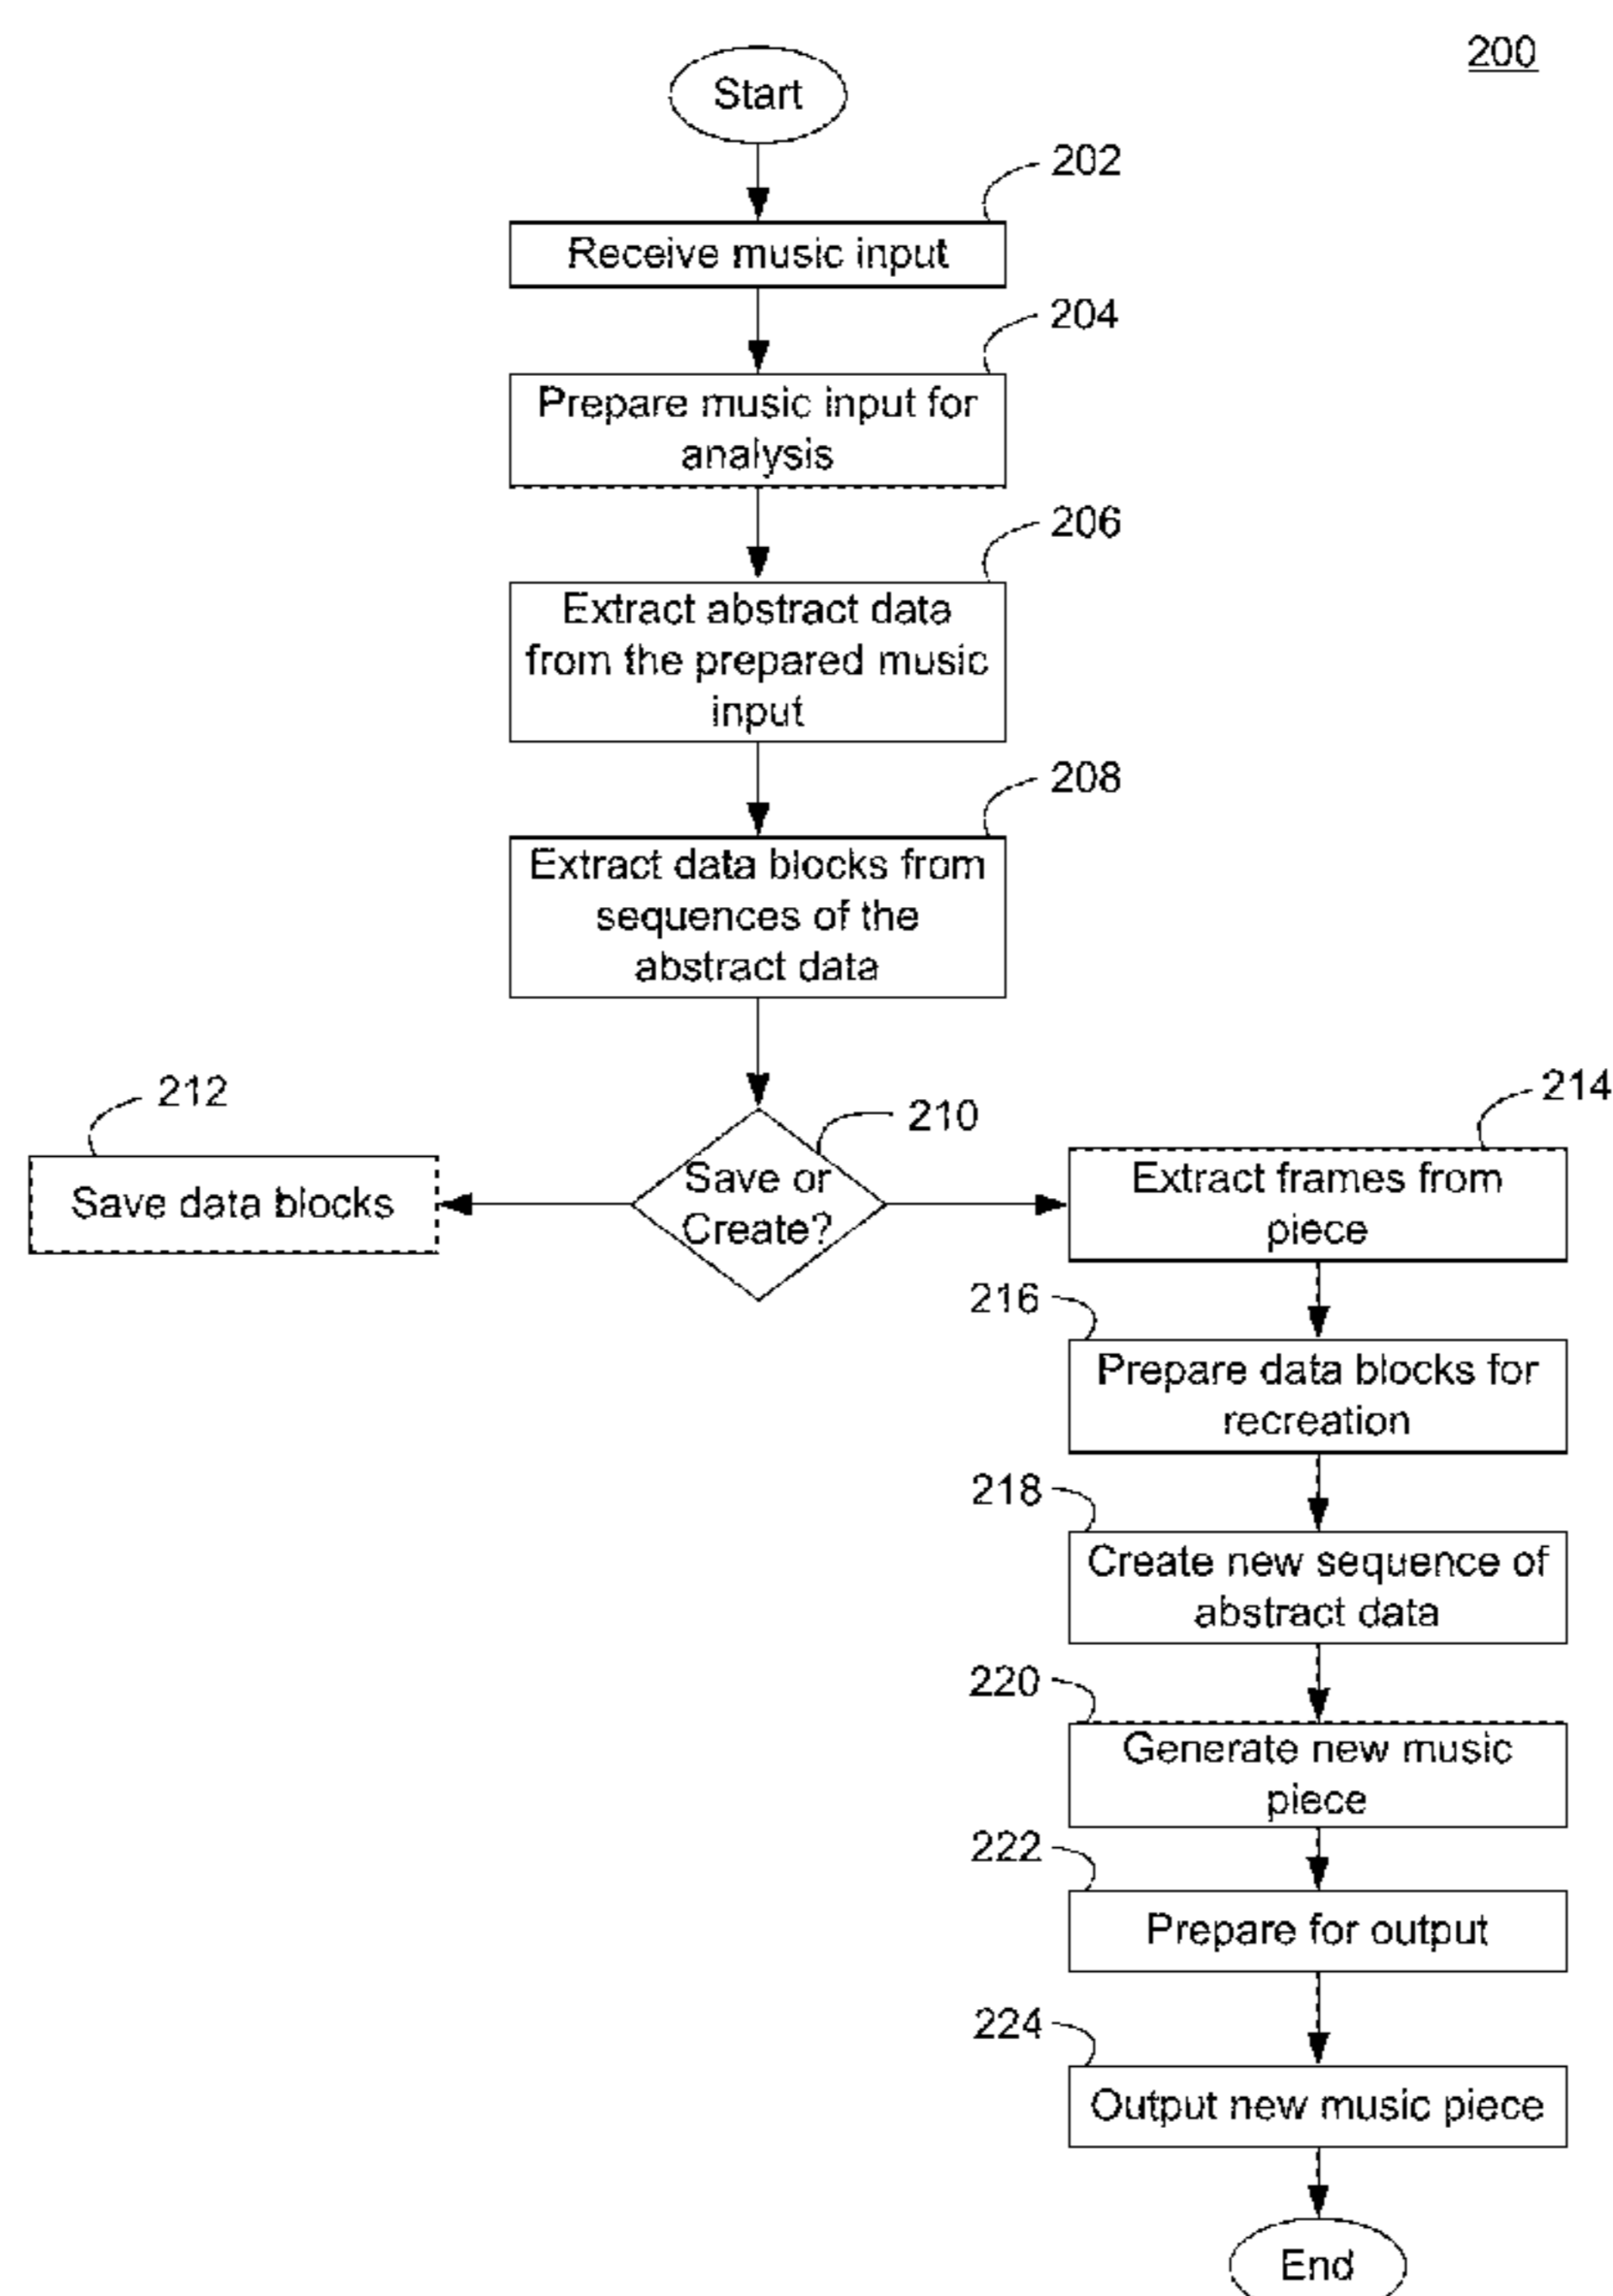 200
Start
202
Receive music input
204
Prepare music input for
analysis
206
Extract abstract data
from the prepared music
input
208
Extract data blocks from
sequences of the
abstract data
212
Save data blocks
210
Save or
Create?
214
Extract frames from
piece
216
Prepare data blocks for
recreation
218
Create new sequence of
abstract data
220
Generate new music
piece
222
Prepare for output
224
Output new music piece
End